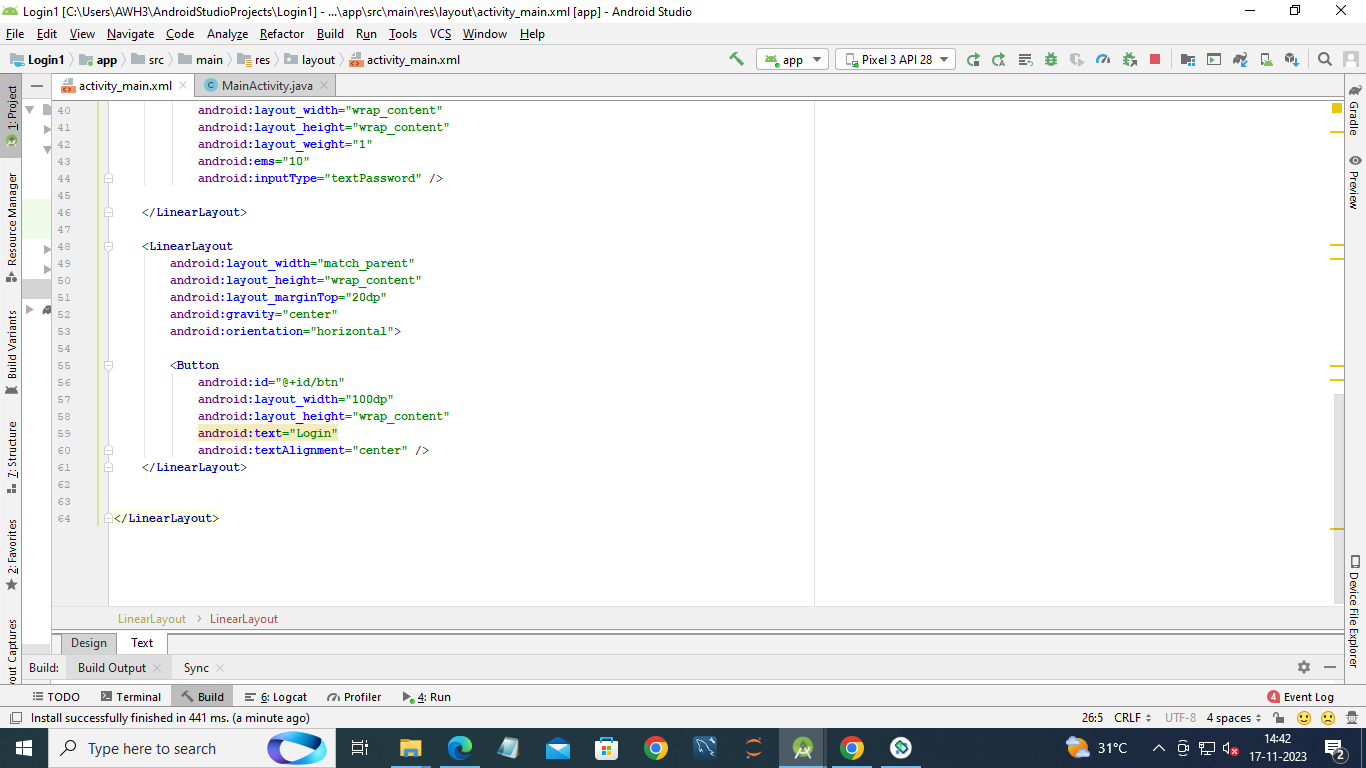 Login1 [C:\Users\AWH3\AndroidStudioProjects\Login1] - ...\app\src\main\res\layout\activity_main.xml [app] - Android Studio
File Edit View Navigate Code Analyze Refactor Build Run Tools VCS Window Help
Login1 app src main res layout activity_main.xml app Pixel 3 API 28
activity_main.xml MainActivity.java
1: Project
Resource Manager
Build Variants
7: Structure
2: Favorites
out Captures
40 android:layout_width="wrap_content"
41 android:layout_height="wrap_content"
42 android:layout_weight="1"
43 android:ems="10"
44 android:inputType="textPassword" />
45
46 </LinearLayout>
47
48 <LinearLayout
49 android:layout_width="match_parent"
50 android:layout_height="wrap_content"
51 android:layout_marginTop="20dp"
52 android:gravity="center"
53 android:orientation="horizontal">
54
55 <Button
56 android:id="@+id/btn"
57 android:layout_width="100dp"
58 android:layout_height="wrap_content"
59 android:text="Login"
60 android:textAlignment="center" />
61 </LinearLayout>
62
63
64 </LinearLayout>
Gradle
Preview
Device File Explorer
LinearLayout > LinearLayout
Design Text
Build: Build Output Sync
TODO Terminal Build 6: Logcat Profiler 4: Run 4 Event Log
Install successfully finished in 441 ms. (a minute ago) 26:5 CRLF UTF-8 4 spaces
Type here to search 31°C 14:42
17-11-2023 2